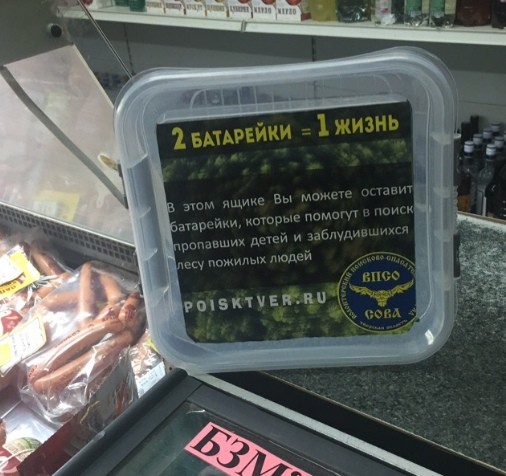 2 БАТАРЕЙКИ = 1 ЖИЗНЬ
В этом ящике Вы можете оставит
батарейки, которые помогут в поиск
пропавших детей и заблудившихся
лесу пожилых людей
POISKTVER.RU
ВПСО
СОВА
БЗМЖ